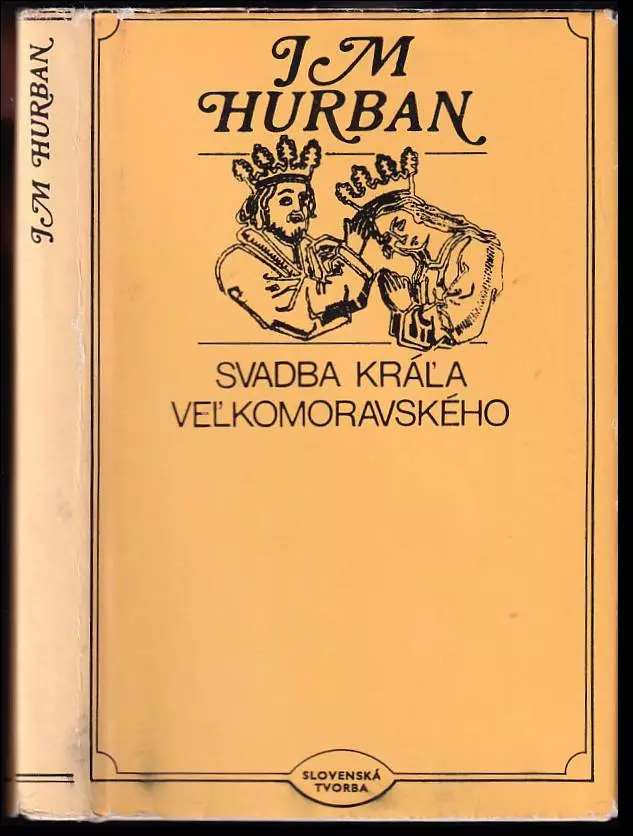 J M HURBAN
J M
HURBAN
SVADBA KRÁĽA
VEĽKOMORAVSKÉHO
SLOVENSKÁ
TVORBA